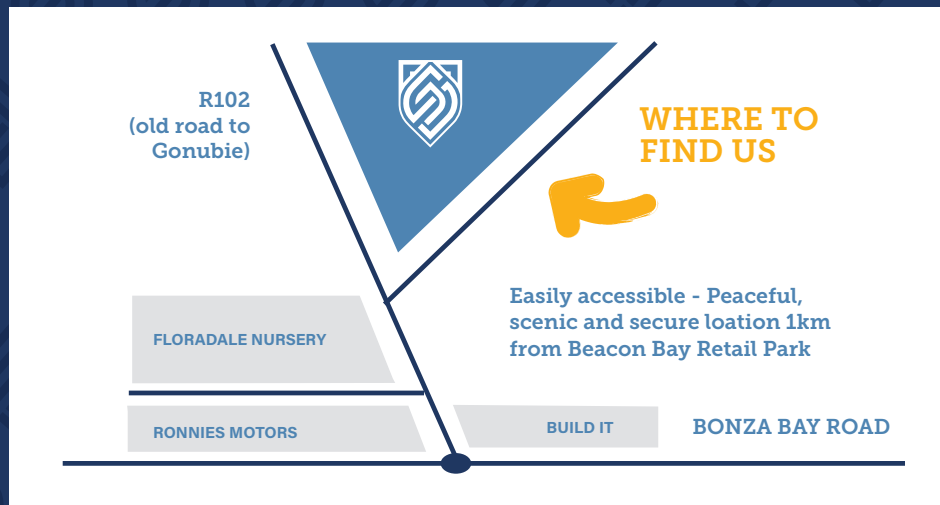 R102
(old road to
Gonubie)
WHERE TO
FIND US
Easily accessible - Peaceful,
scenic and secure loation 1km
from Beacon Bay Retail Park
FLORADALE NURSERY
RONNIES MOTORS
BUILD IT
BONZA BAY ROAD